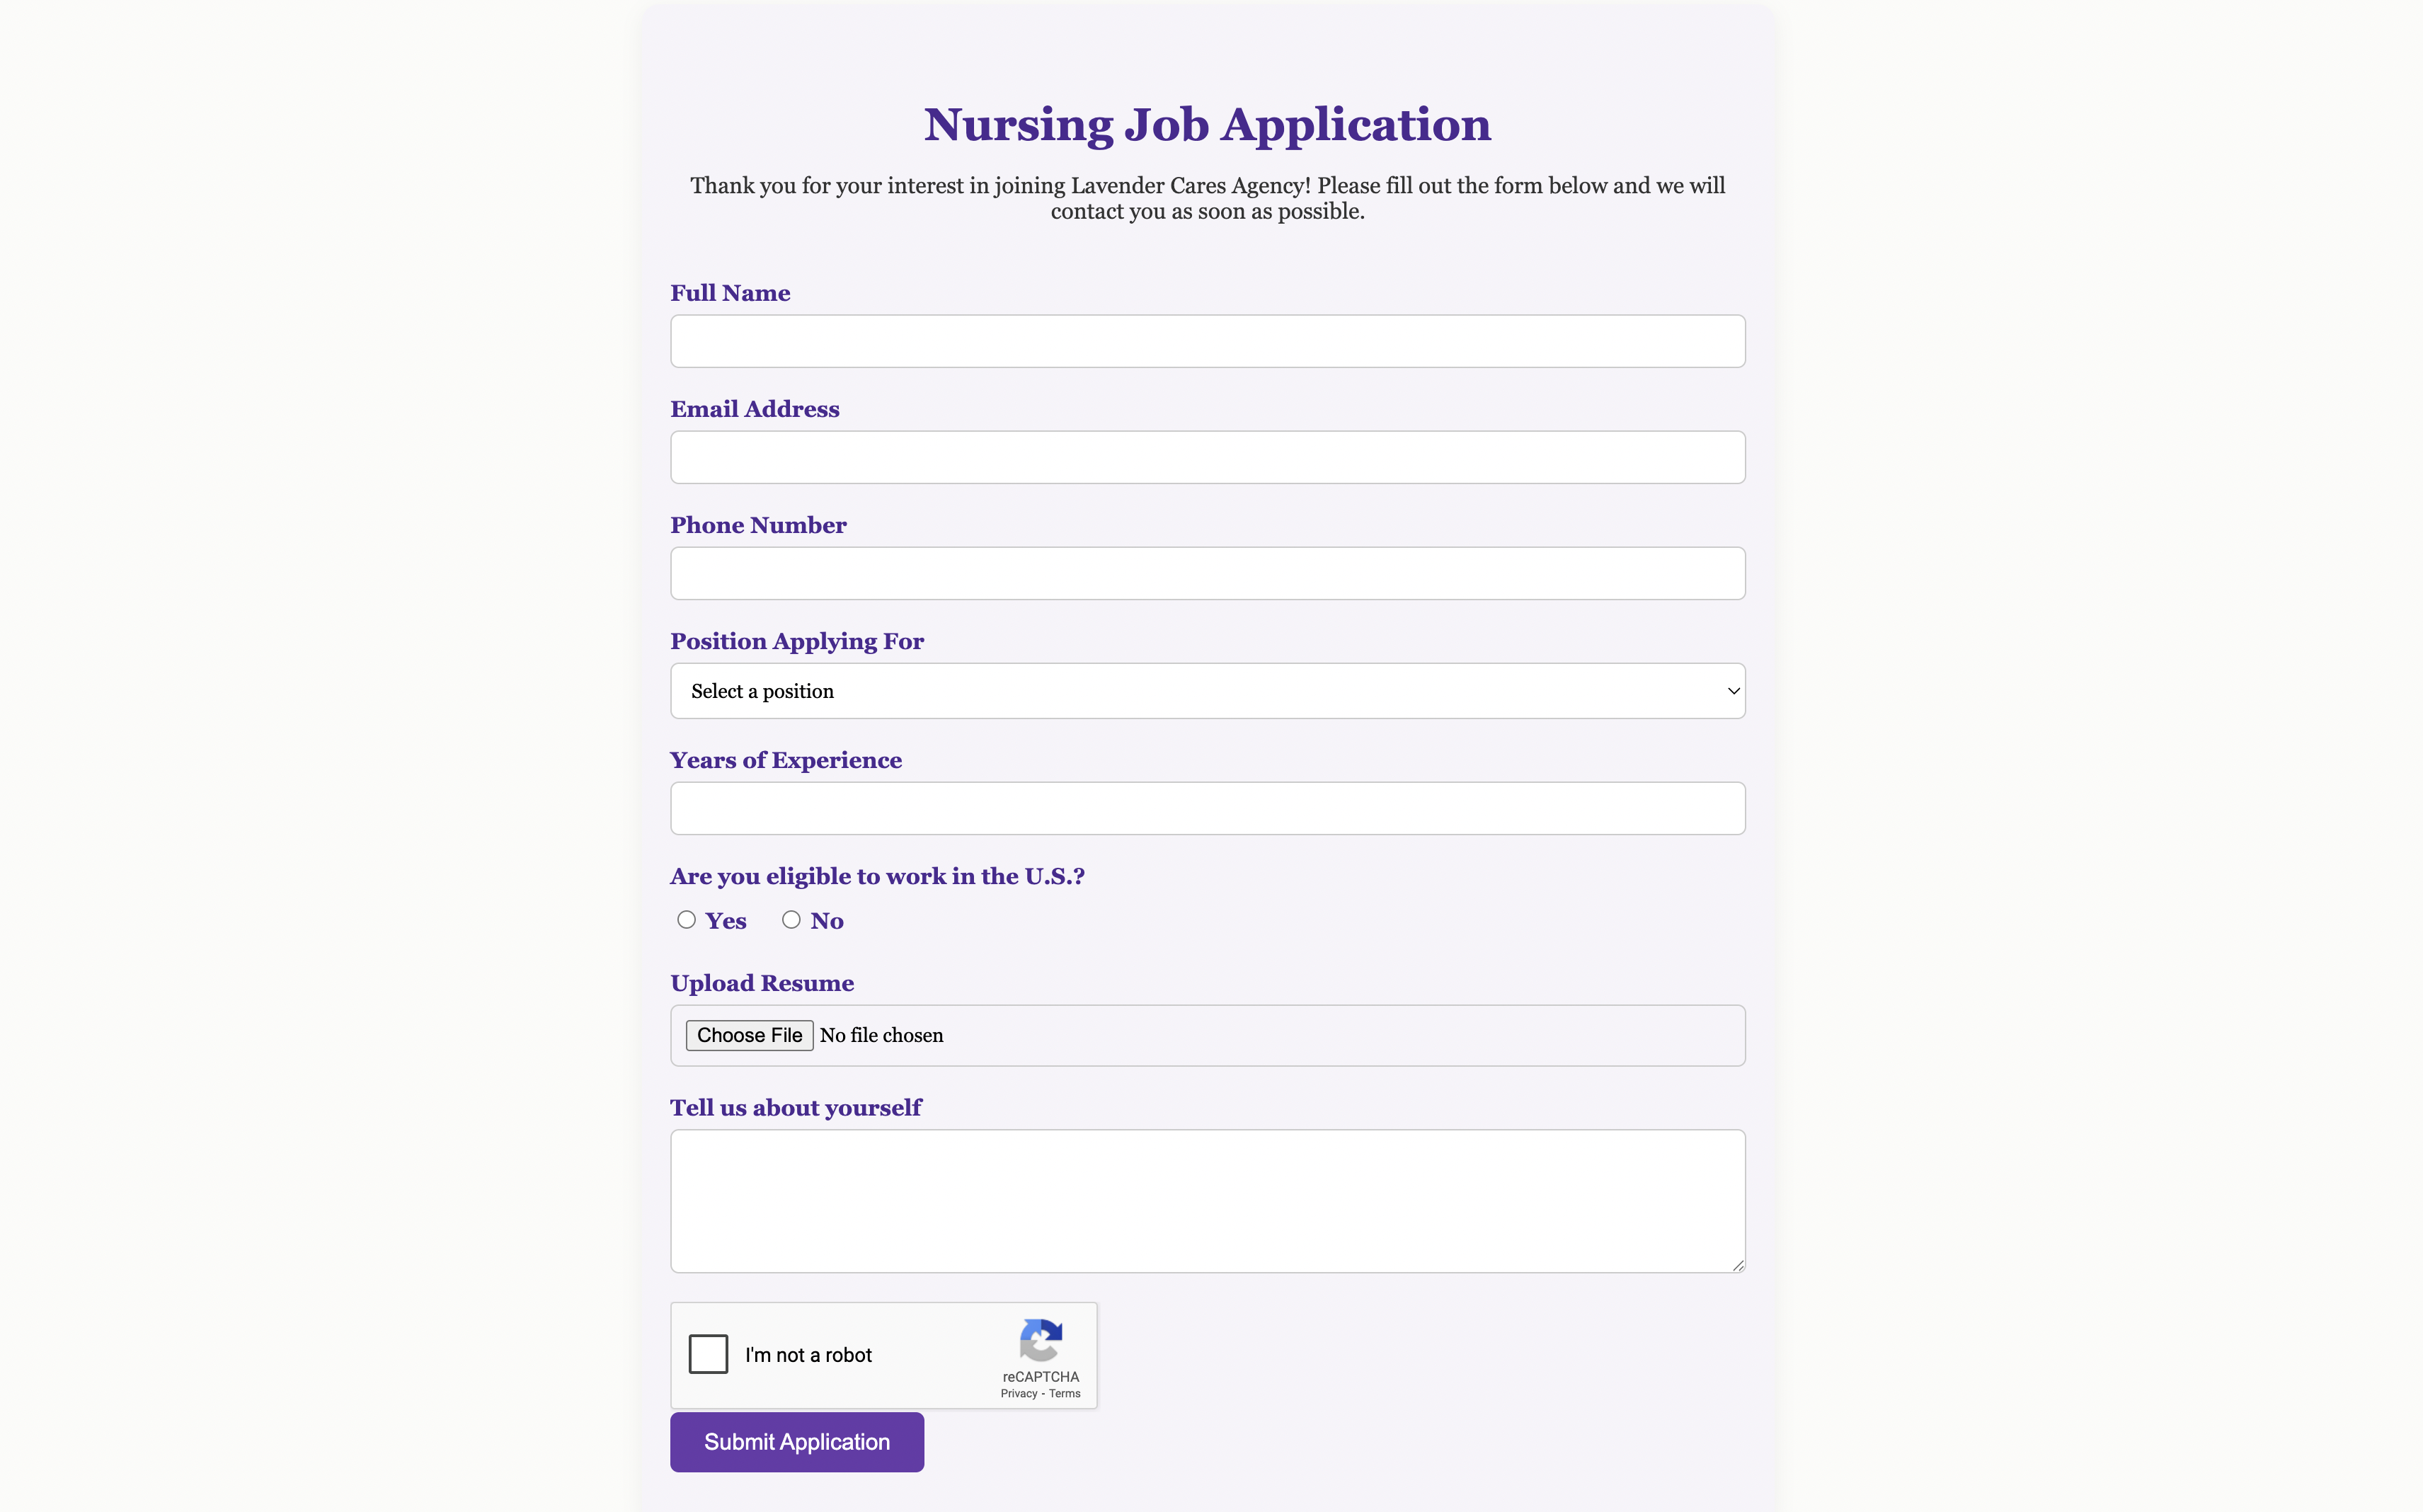 Nursing Job Application
Thank you for your interest in joining Lavender Cares Agency! Please fill out the form below and we will
contact you as soon as possible.
Full Name
Email Address
Phone Number
Position Applying For
Select a position
Years of Experience
Are you eligible to work in the U.S.?
Yes No
Upload Resume
Choose File No file chosen
Tell us about yourself
I'm not a robot
reCAPTCHA
Privacy - Terms
Submit Application